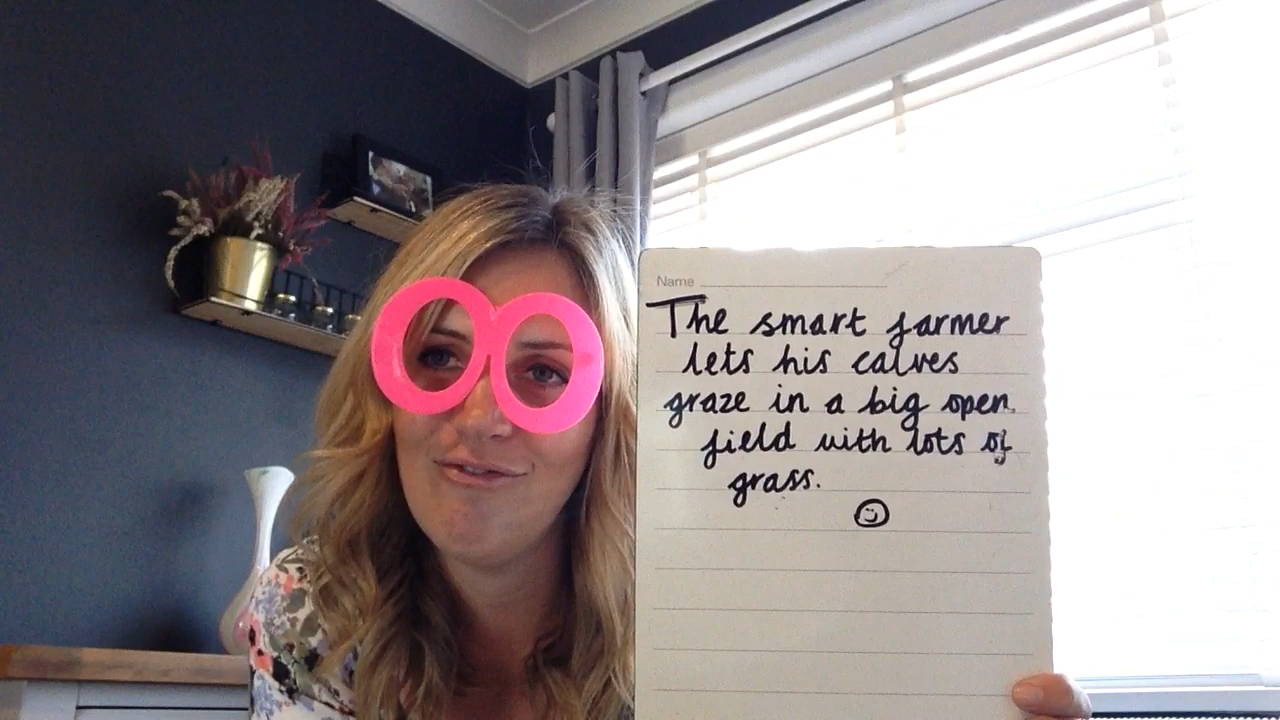 Name
The smart farmer
lets his calves
graze in a big open
field with lots of
grass.